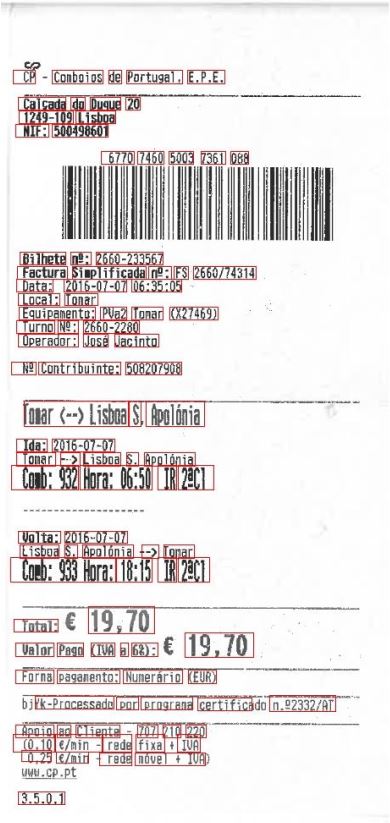 CP - Comboios de Portugal, E.P.E.
Calçada do Duque 20
1249-109 Lisboa
NIF: 500498601
6770 7460 5003 7361 088
Bilhete nº: 2660-233567
Factura Simplificada nº: FS 2660/74314
Data: 2016-07-07 06:35:05
Local: Tomar
Equipamento: PVa2 Tomar (X27469)
Turno Nº: 2660-2280
Operador: José Jacinto
Nº Contribuinte: 508207908
Tomar <--> Lisboa S. Apolónia
Ida: 2016-07-07
Tomar --> Lisboa S. Apolónia
Comb: 932 Hora: 06:50 IR 2ªCl
--------------------
Volta: 2016-07-07
Lisboa S. Apolónia --> Tomar
Comb: 933 Hora: 18:15 IR 2ªCl
Total: € 19,70
Valor Pago (IVA a 6%): € 19,70
Forma pagamento: Numerário (EUR)
bjVk-Processado por programa certificado n.º2332/AT
Apoio ao Cliente - 707 210 220
(0.10 €/min - rede fixa + IVA
0.25 €/min - rede móvel + IVA)
www.cp.pt
3.5.0.1